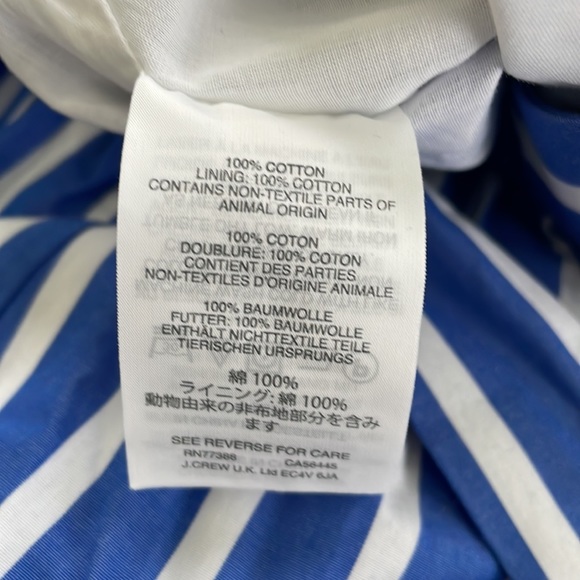 100% COTTON
LINING: 100% COTTON
CONTAINS NON-TEXTILE PARTS OF
ANIMAL ORIGIN
100% COTON
DOUBLURE: 100% COTON
CONTIENT DES PARTIES
NON-TEXTILES D'ORIGINE ANIMALE
100% BAUMWOLLE
FUTTER: 100% BAUMWOLLE
ENTHÄLT NICHTTEXTILE TEILE
TIERISCHEN URSPRUNGS
綿 100%
ライニング: 綿 100%
動物由来の非布地部分を含み
ます
SEE REVERSE FOR CARE
RN77388 CA56445
J.CREW U.K. Ltd EC4V 6JA